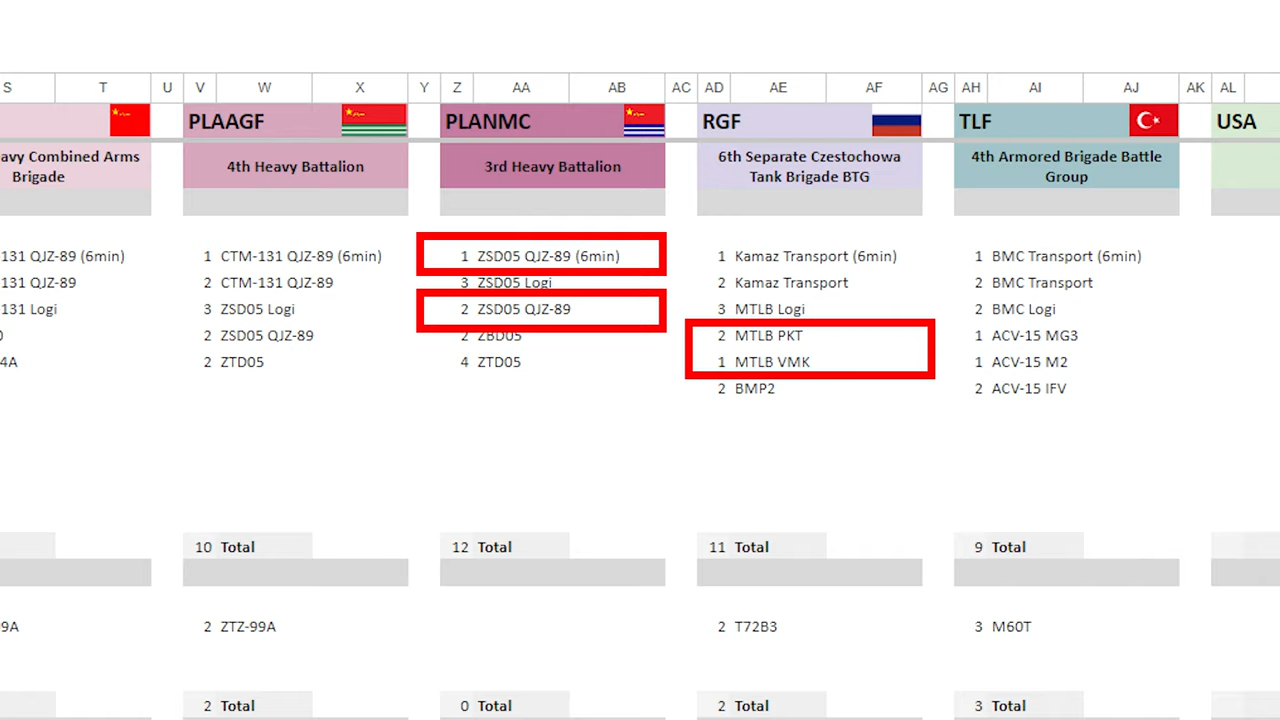 S T U V W X Y Z AA AB AC AD AE AF AG AH AI AJ AK AL
PLAAGF PLANMC RGF TLF USA
avy Combined Arms Brigade
4th Heavy Battalion
3rd Heavy Battalion
6th Separate Czestochowa
Tank Brigade BTG
4th Armored Brigade Battle
Group
131 QJZ-89 (6min) 1 CTM-131 QJZ-89 (6min) 1 ZSD05 QJZ-89 (6min) 1 Kamaz Transport (6min) 1 BMC Transport (6min)
131 QJZ-89 2 CTM-131 QJZ-89 3 ZSD05 Logi 2 Kamaz Transport 2 BMC Transport
131 Logi 3 ZSD05 Logi 2 ZSD05 QJZ-89 3 MTLB Logi 2 BMC Logi
2 ZSD05 QJZ-89 2 ZBD05 2 MTLB PKT 1 ACV-15 MG3
4A 2 ZTD05 4 ZTD05 1 MTLB VMK 1 ACV-15 M2
2 BMP2 2 ACV-15 IFV
10 Total 12 Total 11 Total 9 Total
9A 2 ZTZ-99A 2 T72B3 3 M60T
2 Total 0 Total 2 Total 3 Total